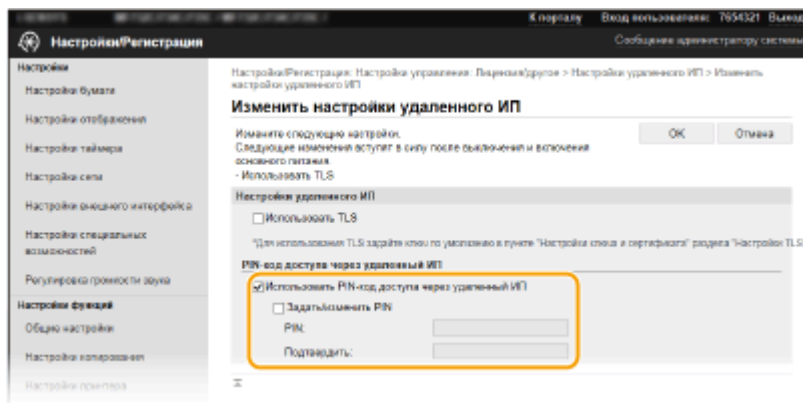 К порталу Вход пользователя: 7654321 Выход
Настройки/Регистрация
Сообщение администратору системы
Настройки
Настройки бумаги
Настройки отображения
Настройки таймера
Настройки сети
Настройки внешнего интерфейса
Настройки специальных
возможностей
Регулировка громкости звука
Настройки функций
Общие настройки
Настройки копирования
Настройки принтера
Настройки/Регистрация: Настройки управления: Лицензия/другое > Настройки удаленного ИП > Изменить
настройки удаленного ИП
Изменить настройки удаленного ИП
Измените следующие настройки.
Следующие изменения вступят в силу после выключения и включения
основного питания.
- Использовать TLS
OK Отмена
Настройки удаленного ИП
Использовать TLS
*Для использования TLS задайте ключ по умолчанию в пункте "Настройки ключа и сертификата" раздела "Настройки TLS
PIN-код доступа через удаленный ИП
Использовать PIN-код доступа через удаленный ИП
Задать/изменить PIN
PIN:
Подтвердить: